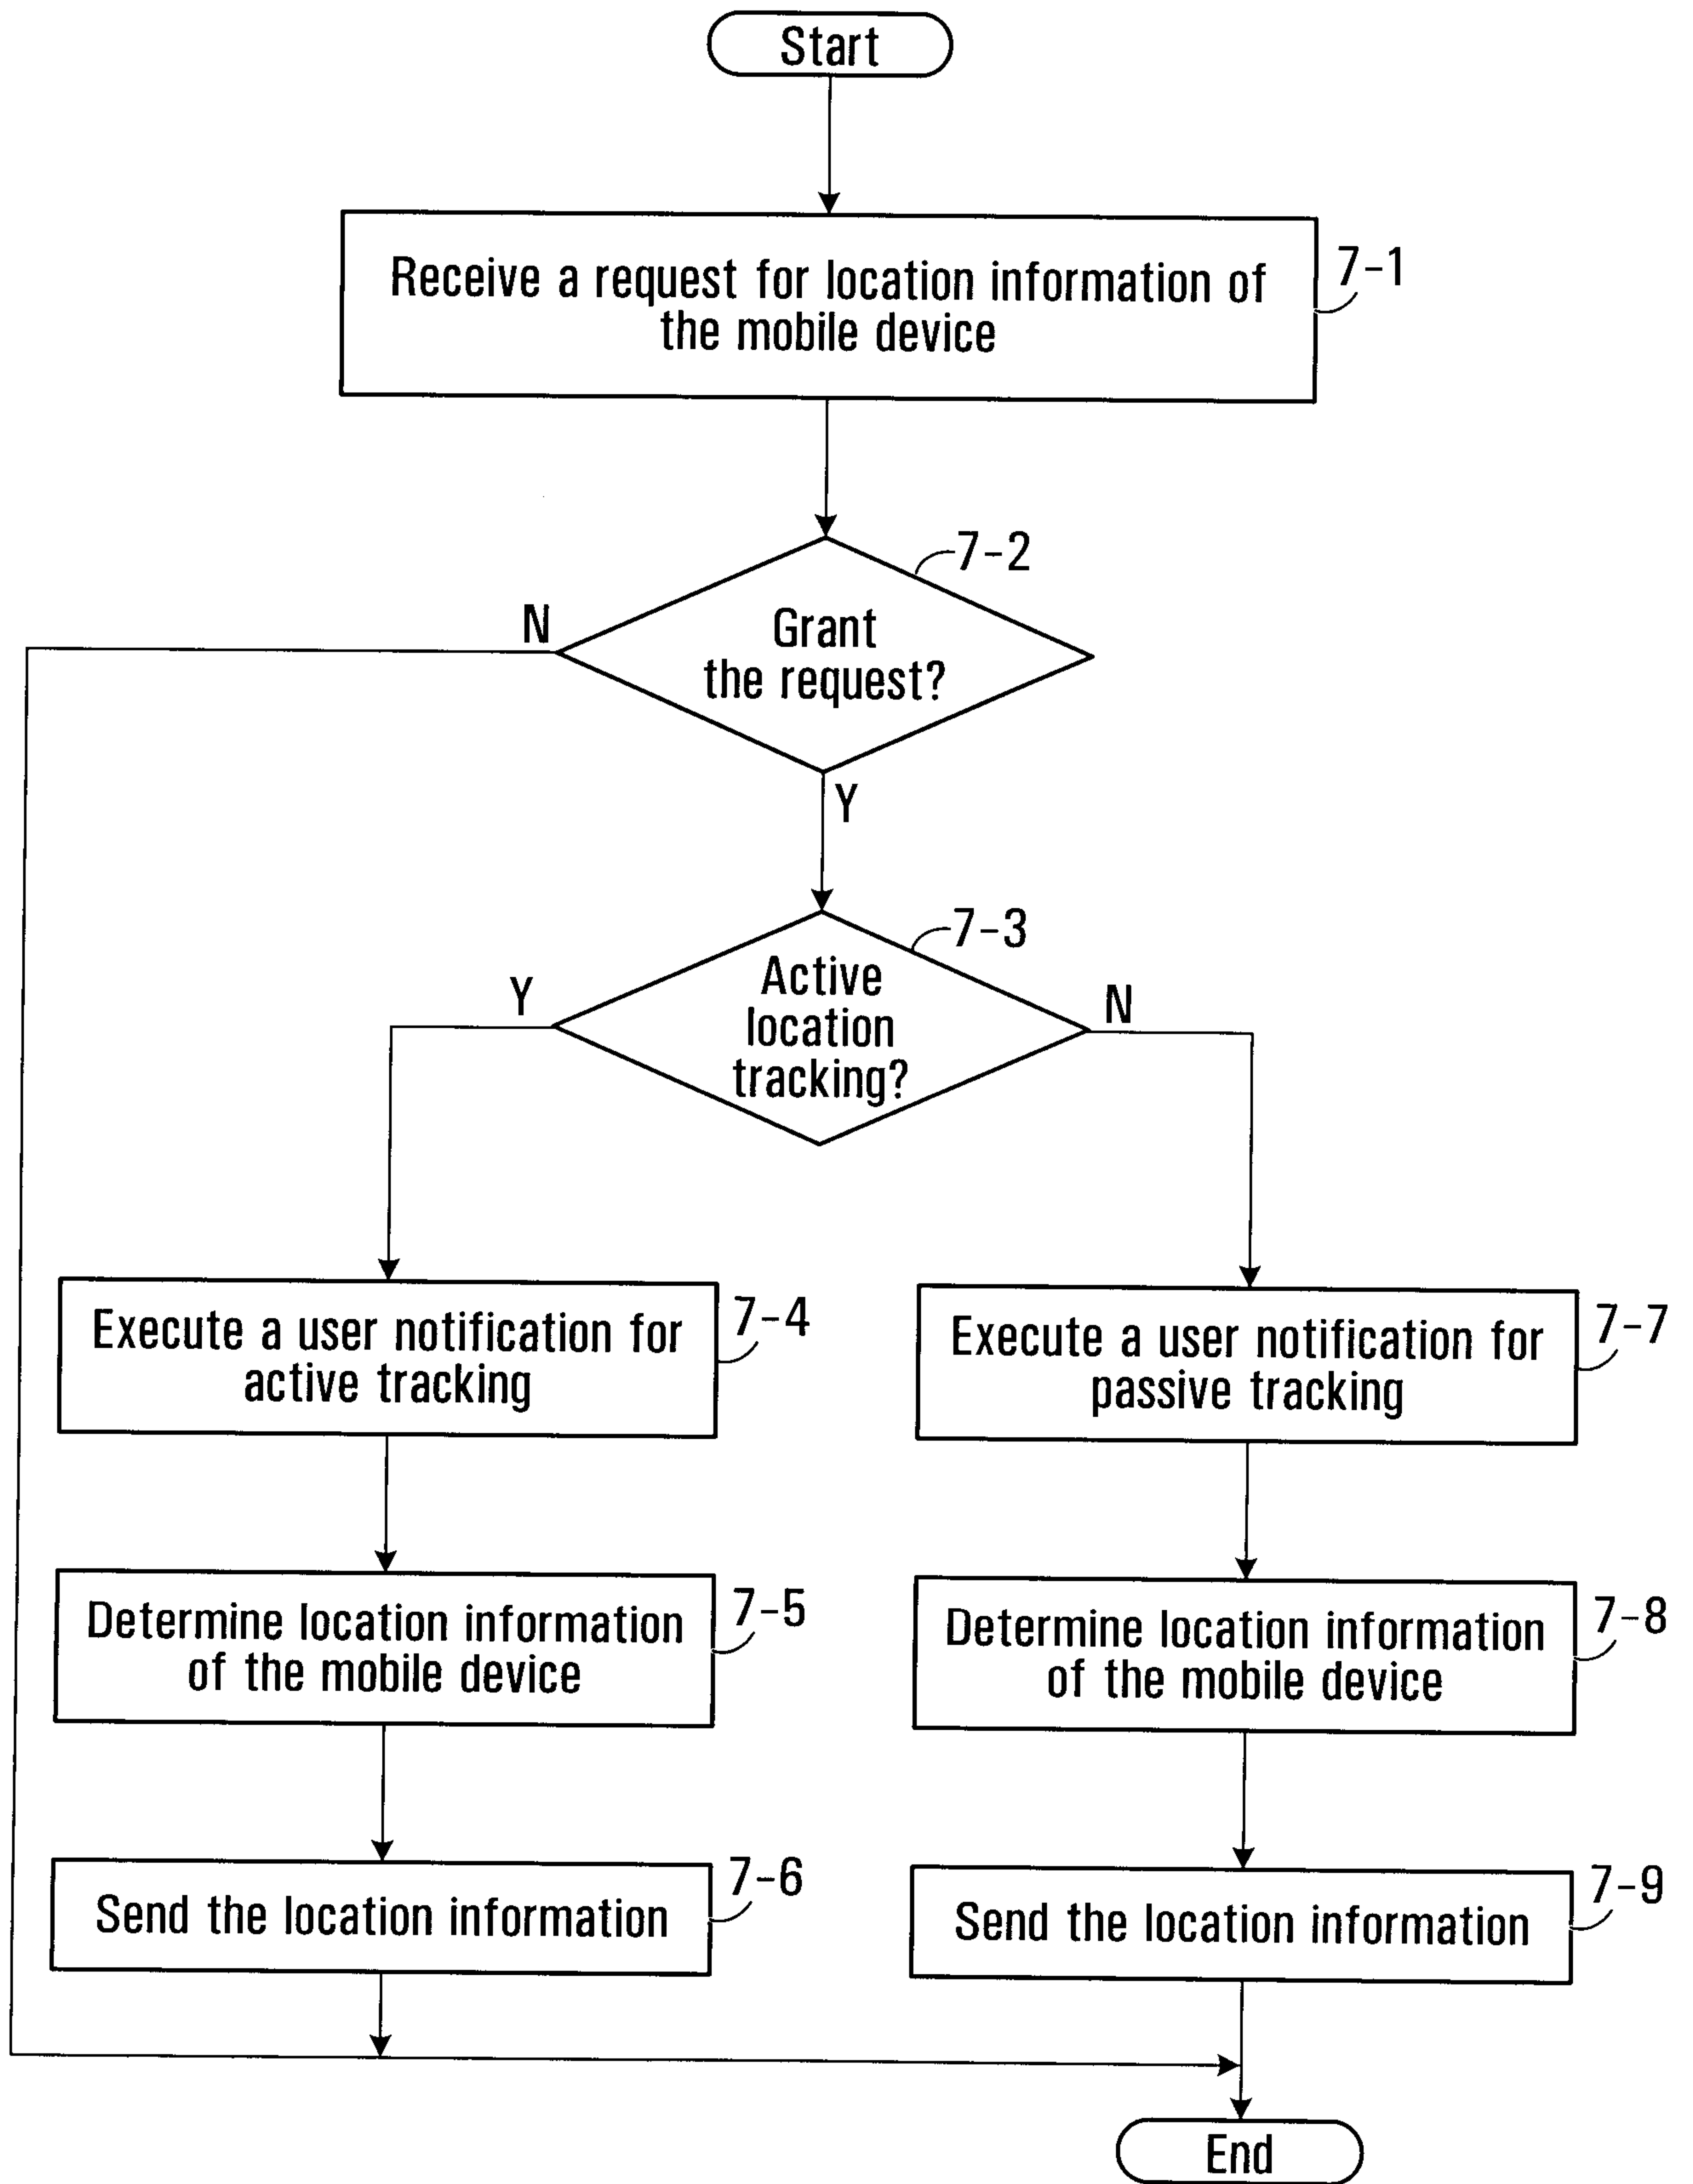 Start
Receive a request for location information of
the mobile device
7-1
7-2
N
Grant
the request?
Y
7-3
Y
Active
location
tracking?
N
Execute a user notification for
active tracking
7-4
Execute a user notification for
passive tracking
7-7
Determine location information
of the mobile device
7-5
Determine location information
of the mobile device
7-8
Send the location information
7-6
Send the location information
7-9
End